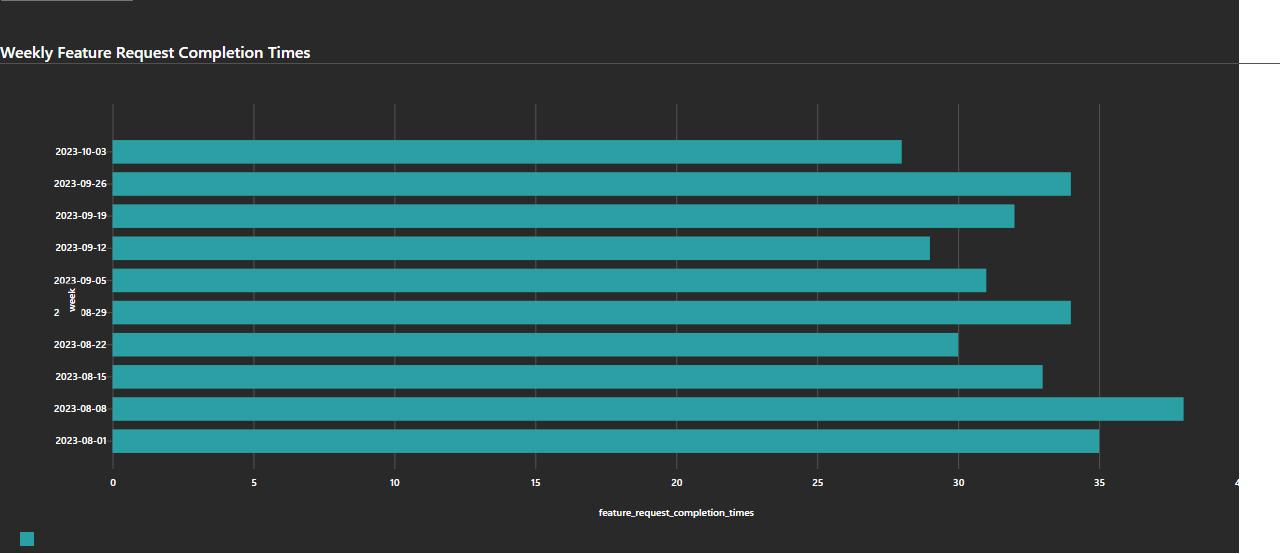 Weekly Feature Request Completion Times
2023-10-03
2023-09-26
2023-09-19
2023-09-12
2023-09-05
week
2 08-29
2023-08-22
2023-08-15
2023-08-08
2023-08-01
0 5 10 15 20 25 30 35
feature_request_completion_times